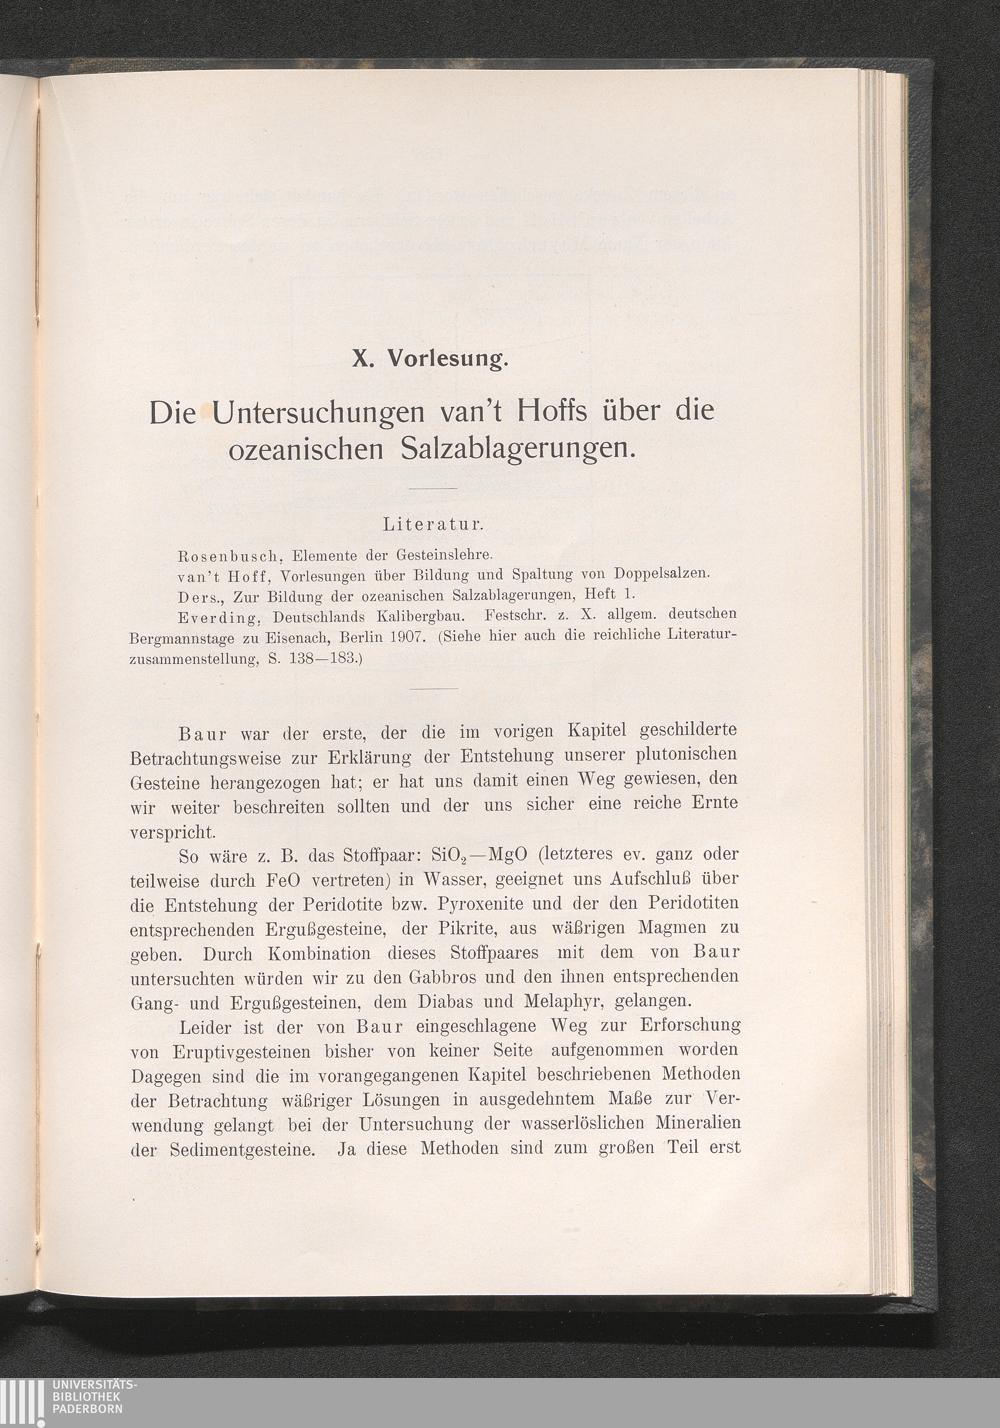 X. Vorlesung.
Die Untersuchungen van't Hoffs über die
ozeanischen Salzablagerungen.
Literatur.
Rosenbusch, Elemente der Gesteinslehre.
van't Hoff, Vorlesungen über Bildung und Spaltung von Doppelsalzen.
Ders., Zur Bildung der ozeanischen Salzablagerungen, Heft 1.
Everding, Deutschlands Kalibergbau. Festschr. z. X. allgem. deutschen
Bergmannstage zu Eisenach, Berlin 1907. (Siehe hier auch die reichliche Literatur-
zusammenstellung, S. 138—183.)
Baur war der erste, der die im vorigen Kapitel geschilderte
Betrachtungsweise zur Erklärung der Entstehung unserer plutonischen
Gesteine herangezogen hat; er hat uns damit einen Weg gewiesen, den
wir weiter beschreiten sollten und der uns sicher eine reiche Ernte
verspricht.
So wäre z. B. das Stoffpaar: SiO₂—MgO (letzteres ev. ganz oder
teilweise durch FeO vertreten) in Wasser, geeignet uns Aufschluß über
die Entstehung der Peridotite bzw. Pyroxenite und der den Peridotiten
entsprechenden Ergußgesteine, der Pikrite, aus wäßrigen Magmen zu
geben. Durch Kombination dieses Stoffpaares mit dem von Baur
untersuchten würden wir zu den Gabbros und den ihnen entsprechenden
Gang- und Ergußgesteinen, dem Diabas und Melaphyr, gelangen.
Leider ist der von Baur eingeschlagene Weg zur Erforschung
von Eruptivgesteinen bisher von keiner Seite aufgenommen worden
Dagegen sind die im vorangegangenen Kapitel beschriebenen Methoden
der Betrachtung wäßriger Lösungen in ausgedehntem Maße zur Ver-
wendung gelangt bei der Untersuchung der wasserlöslichen Mineralien
der Sedimentgesteine. Ja diese Methoden sind zum großen Teil erst
UNIVERSITÄTS-
BIBLIOTHEK
PADERBORN